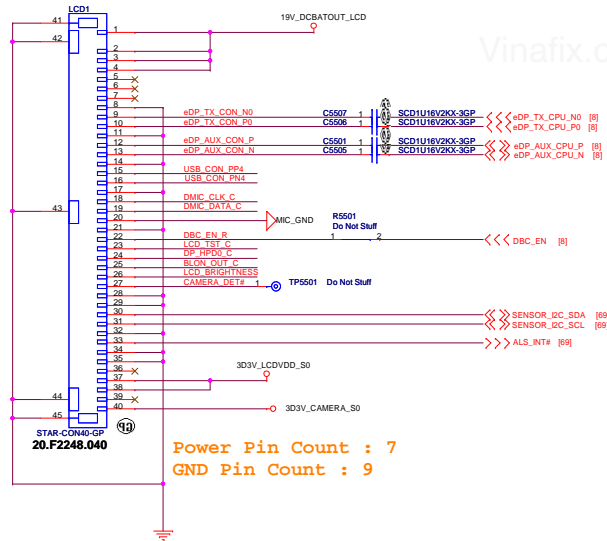 LCD1
Vinafix.c
19V_DCBATOUT_LCD
41
42
43
44
45
1
2
3
4
5
6
7
8
9 eDP_TX_CON_N0 C5507 1 SCD1U16V2KX-3GP eDP_TX_CPU_N0 [8]
10 eDP_TX_CON_P0 C5506 1 SCD1U16V2KX-3GP eDP_TX_CPU_P0 [8]
11
12 eDP_AUX_CON_P C5501 1 SCD1U16V2KX-3GP eDP_AUX_CPU_P [8]
13 eDP_AUX_CON_N C5505 1 SCD1U16V2KX-3GP eDP_AUX_CPU_N [8]
14
15 USB_CON_PP4
16 USB_CON_PN4
17
18 DMIC_CLK_C
19 DMIC_DATA_C
20 MIC_GND
R5501
Do Not Stuff
21
22 DBC_EN_R 1 2 DBC_EN [8]
23 LCD_TST_C
24 DP_HPD0_C
25 BLON_OUT_C
26 LCD_BRIGHTNESS
27 CAMERA_DET# 1 TP5501 Do Not Stuff
28
29
30 SENSOR_I2C_SDA [69]
31 SENSOR_I2C_SCL [69]
32
33 ALS_INT# [69]
34
35
36
3D3V_LCDVDD_S0
37
38
39
40 3D3V_CAMERA_S0
STAR-CON40-GP
20.F2248.040
GP
Power Pin Count : 7
GND Pin Count : 9